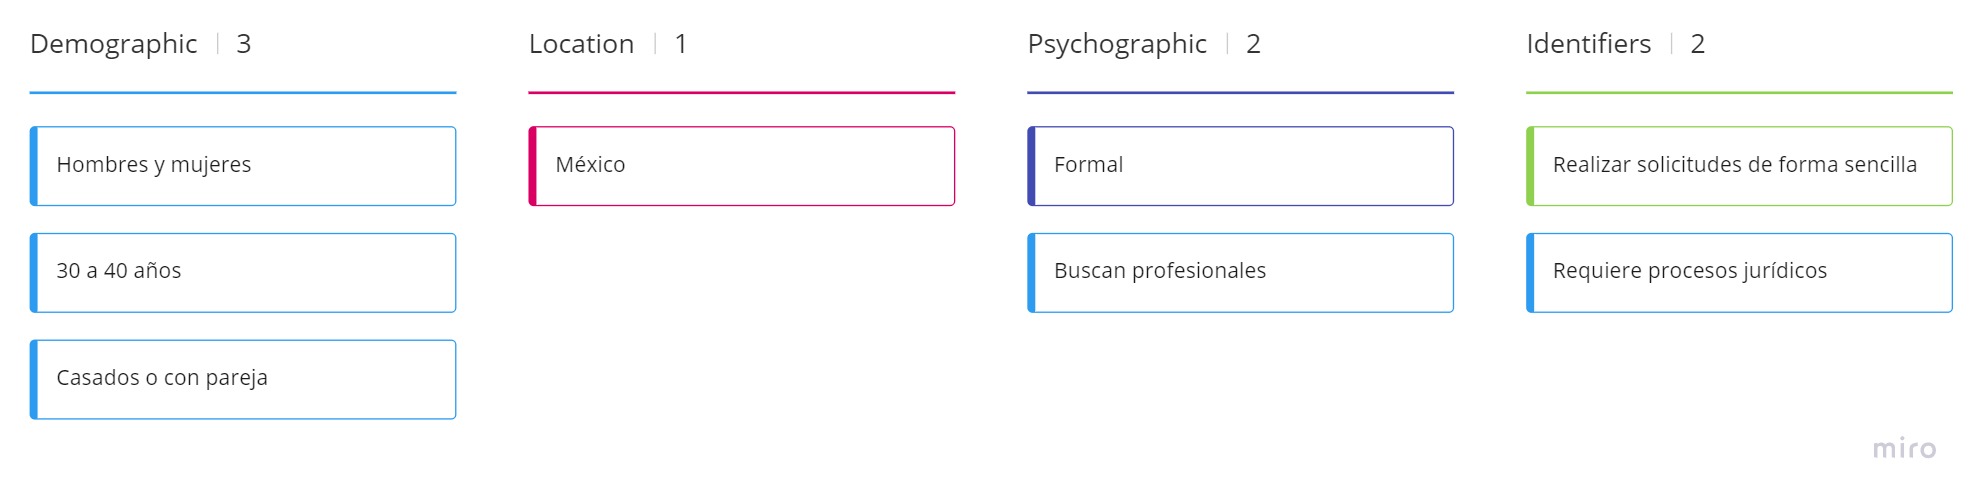 Demographic | 3
Location | 1
Psychographic | 2
Identifiers | 2
Hombres y mujeres
México
Formal
Realizar solicitudes de forma sencilla
30 a 40 años
Buscan profesionales
Requiere procesos jurídicos
Casados o con pareja
miro